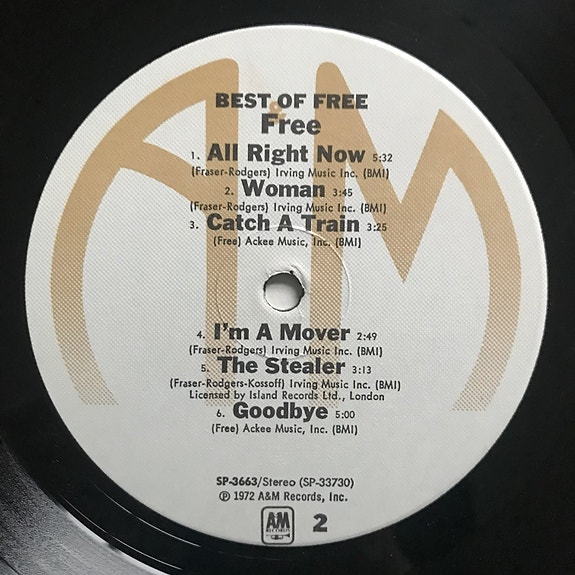 A&M
BEST OF FREE
Free
1. All Right Now 5:32
(Fraser-Rodgers) Irving Music Inc. (BMI)
2. Woman 3:45
(Fraser-Rodgers) Irving Music Inc. (BMI)
3. Catch A Train 3:25
(Free) Ackee Music, Inc. (BMI)
4. I'm A Mover 2:49
(Fraser-Rodgers) Irving Music Inc. (BMI)
5. The Stealer 3:13
(Fraser-Rodgers-Kossoff) Irving Music Inc. (BMI)
Licensed by Island Records Ltd., London
6. Goodbye 5:00
(Free) Ackee Music, Inc. (BMI)
SP-3663/Stereo (SP-33730)
℗ 1972 A&M Records, Inc.
A&M
RECORDS
2